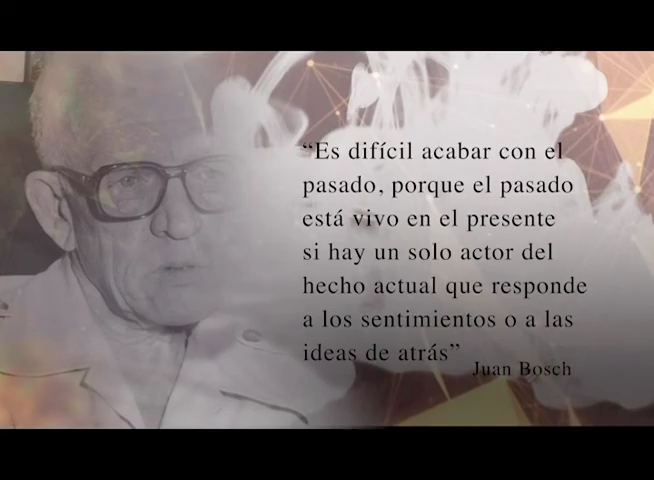 “Es difícil acabar con el
pasado, porque el pasado
está vivo en el presente
si hay un solo actor del
hecho actual que responde
a los sentimientos o a las
ideas de atrás”
Juan Bosch